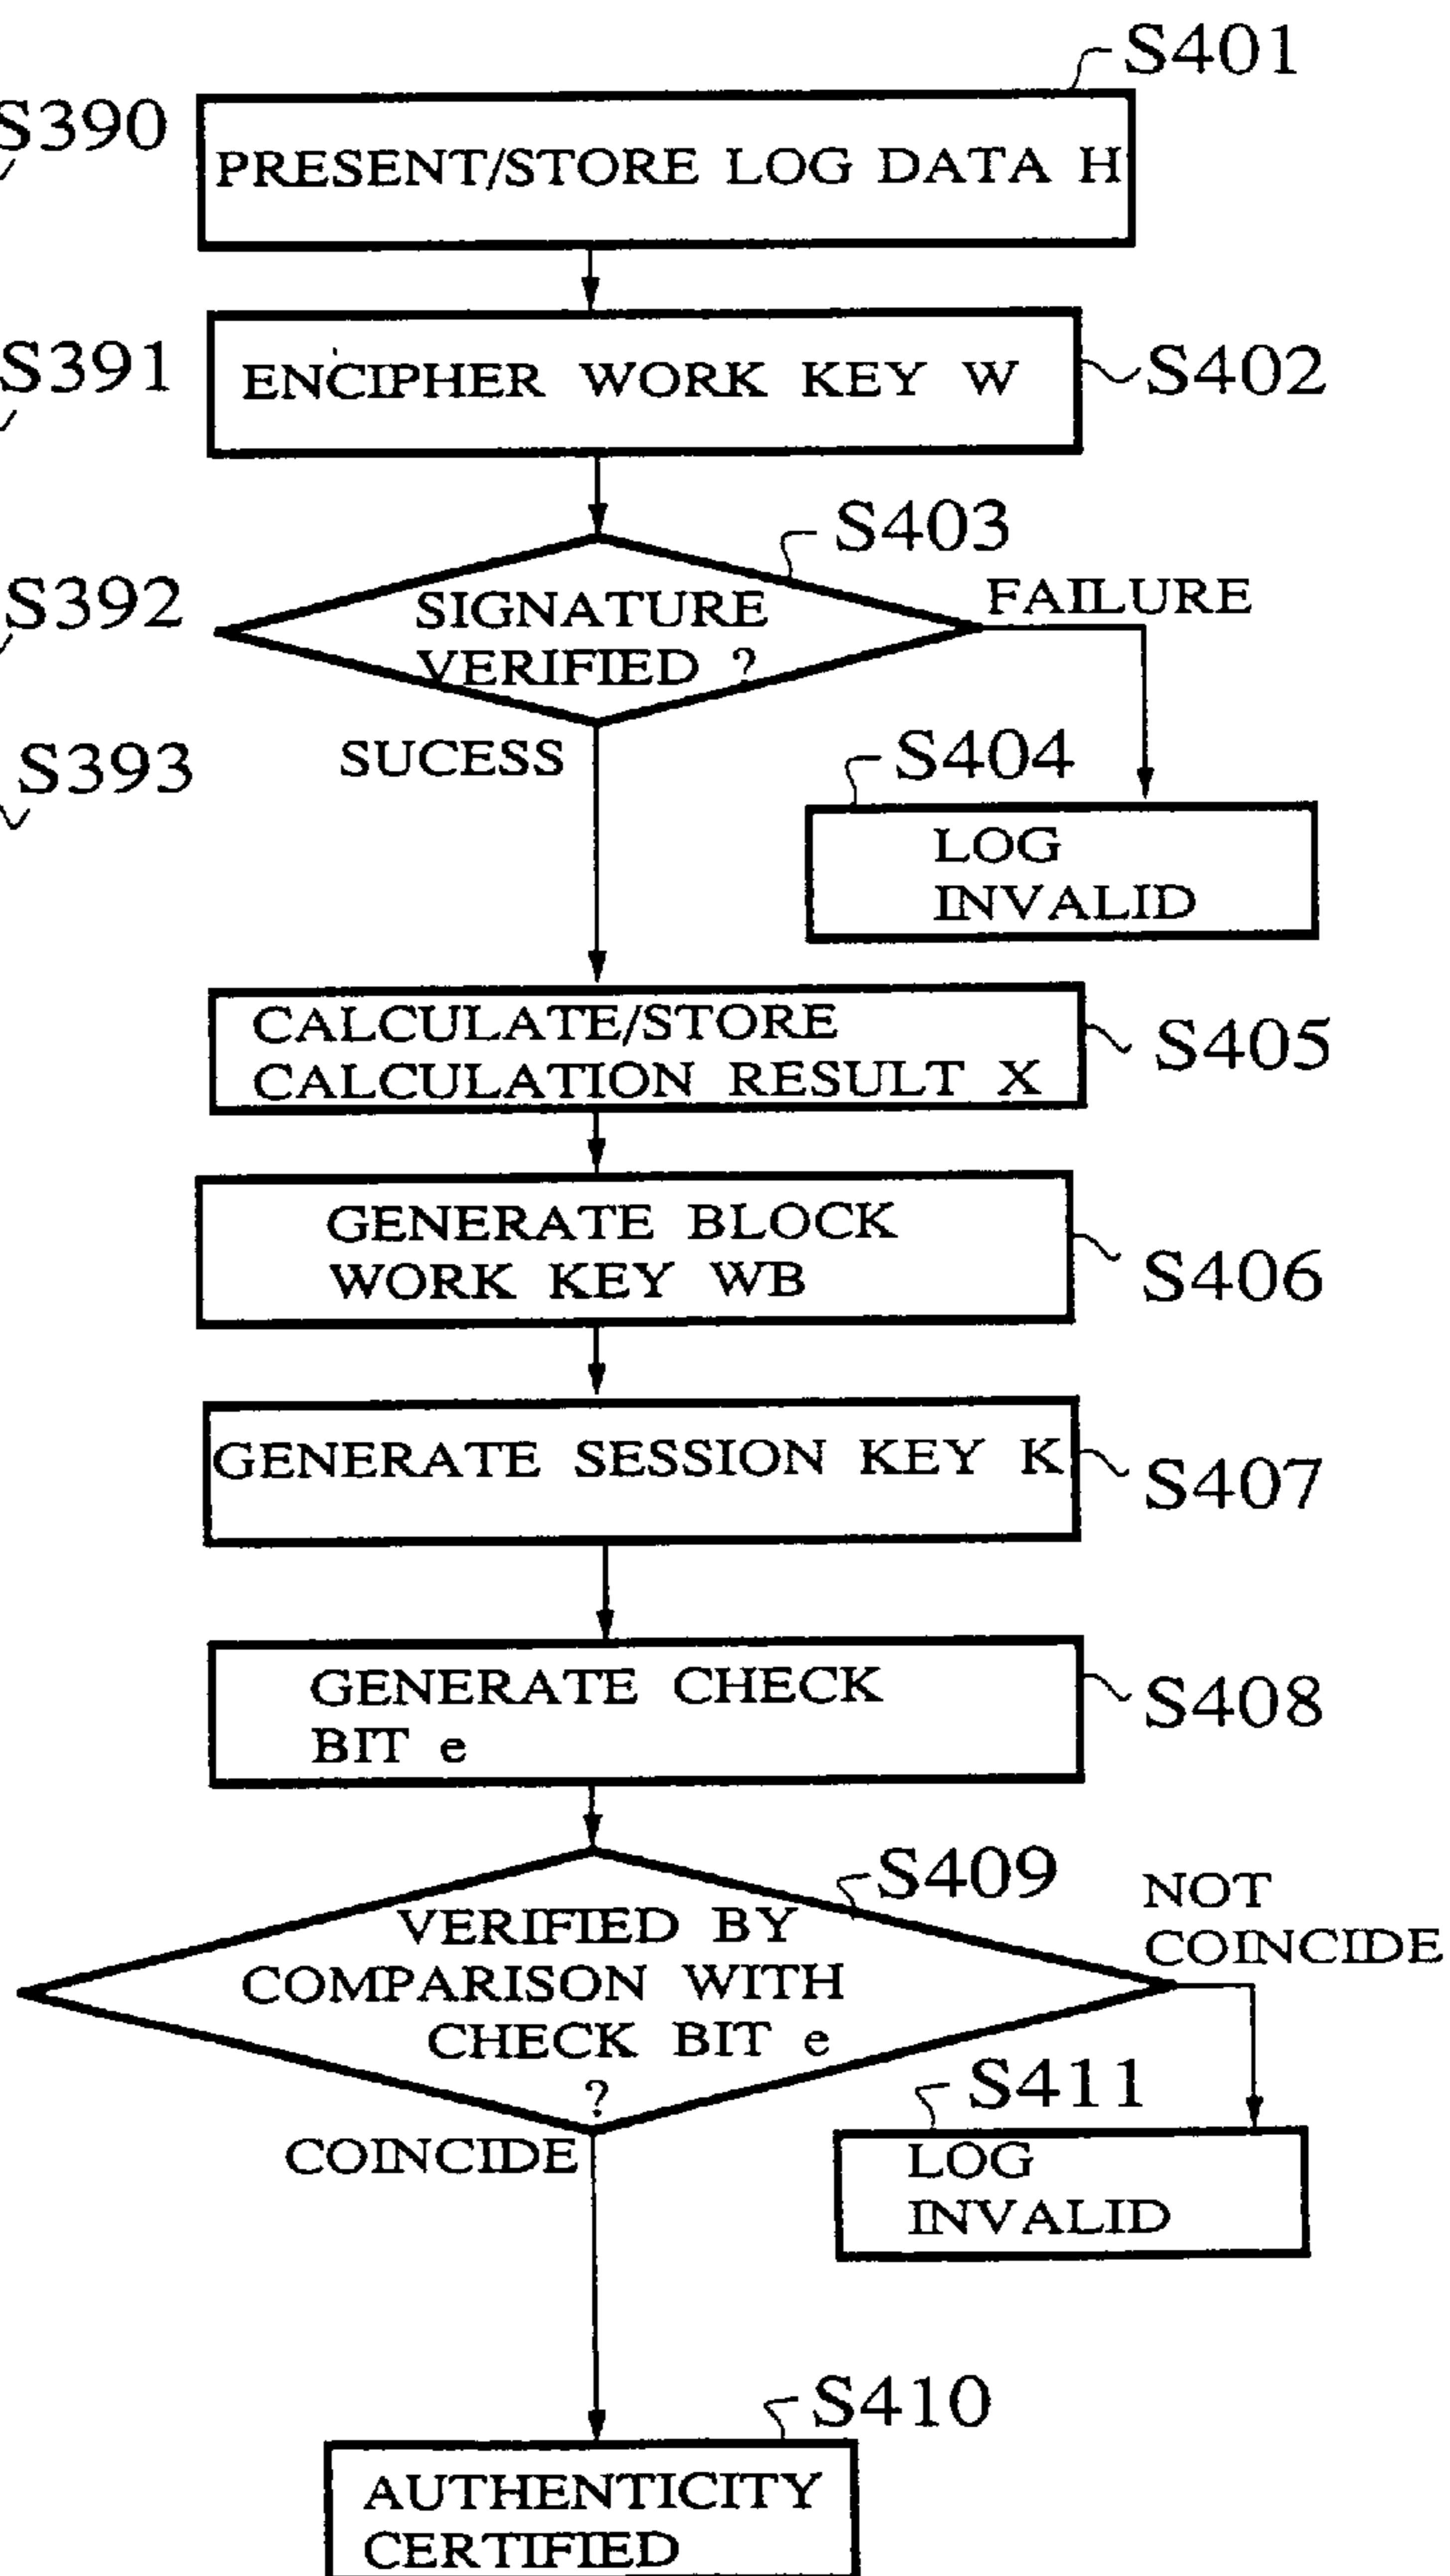 S401
S390
PRESENT/STORE LOG DATA H
S391
ENCIPHER WORK KEY W
S402
S403
S392
SIGNATURE
VERIFIED ?
FAILURE
S393
SUCESS
S404
LOG
INVALID
CALCULATE/STORE
CALCULATION RESULT X
S405
GENERATE BLOCK
WORK KEY WB
S406
GENERATE SESSION KEY K
S407
GENERATE CHECK
BIT e
S408
S409
NOT
COINCIDE
VERIFIED BY
COMPARISON WITH
CHECK BIT e
?
S411
COINCIDE
LOG
INVALID
S410
AUTHENTICITY
CERTIFIED